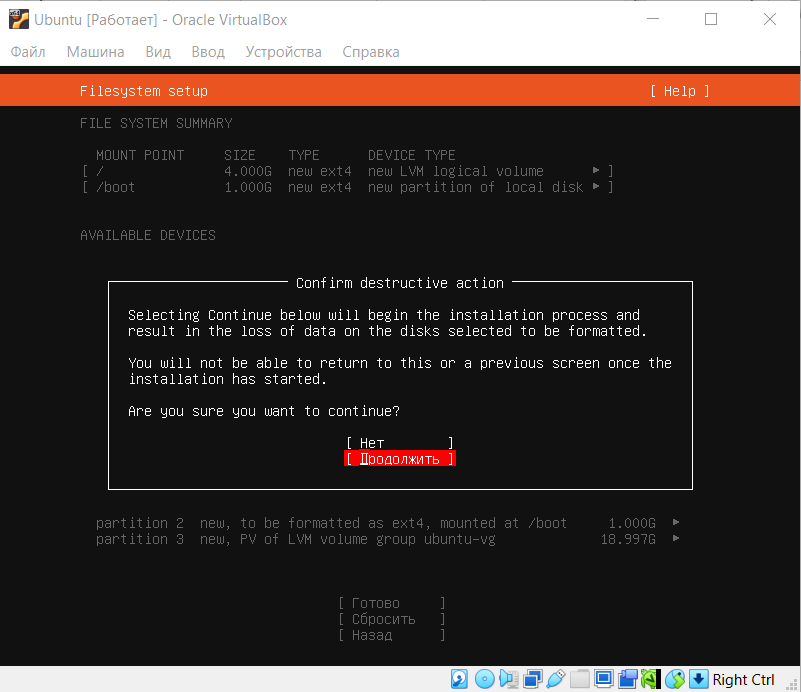 Ubuntu [Работает] - Oracle VirtualBox
Файл Машина Вид Ввод Устройства Справка
Filesystem setup [ Help ]
FILE SYSTEM SUMMARY
MOUNT POINT SIZE TYPE DEVICE TYPE
[ / 4.000G new ext4 new LVM logical volume ▸ ]
[ /boot 1.000G new ext4 new partition of local disk ▸ ]
AVAILABLE DEVICES
Confirm destructive action
Selecting Continue below will begin the installation process and
result in the loss of data on the disks selected to be formatted.
You will not be able to return to this or a previous screen once the
installation has started.
Are you sure you want to continue?
[ Нет ]
[ Продолжить ]
partition 2 new, to be formatted as ext4, mounted at /boot 1.000G ▸
partition 3 new, PV of LVM volume group ubuntu-vg 18.997G ▸
[ Готово ]
[ Сбросить ]
[ Назад ]
Right Ctrl